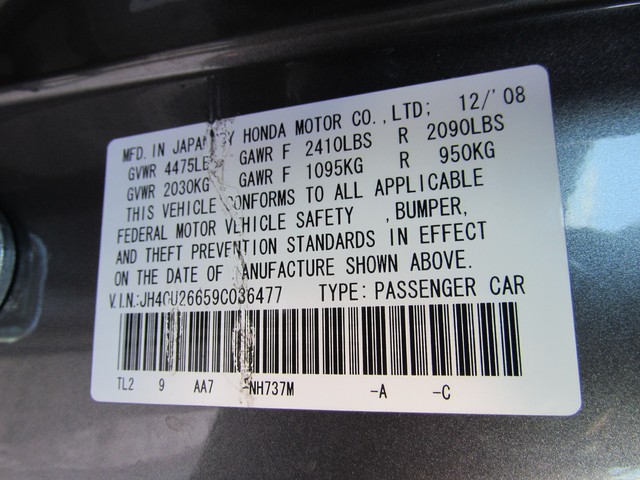 MFD. IN JAPAN BY HONDA MOTOR CO.,LTD; 12/'08
GVWR 4475LBS GAWR F 2410LBS R 2090LBS
GVWR 2030KG GAWR F 1095KG R 950KG
THIS VEHICLE CONFORMS TO ALL APPLICABLE
FEDERAL MOTOR VEHICLE SAFETY ,BUMPER,
AND THEFT PREVENTION STANDARDS IN EFFECT
ON THE DATE OF MANUFACTURE SHOWN ABOVE.
V.I.N:JH4CU26659C036477 TYPE:PASSENGER CAR
TL2 9 AA7 -NH737M -A -C